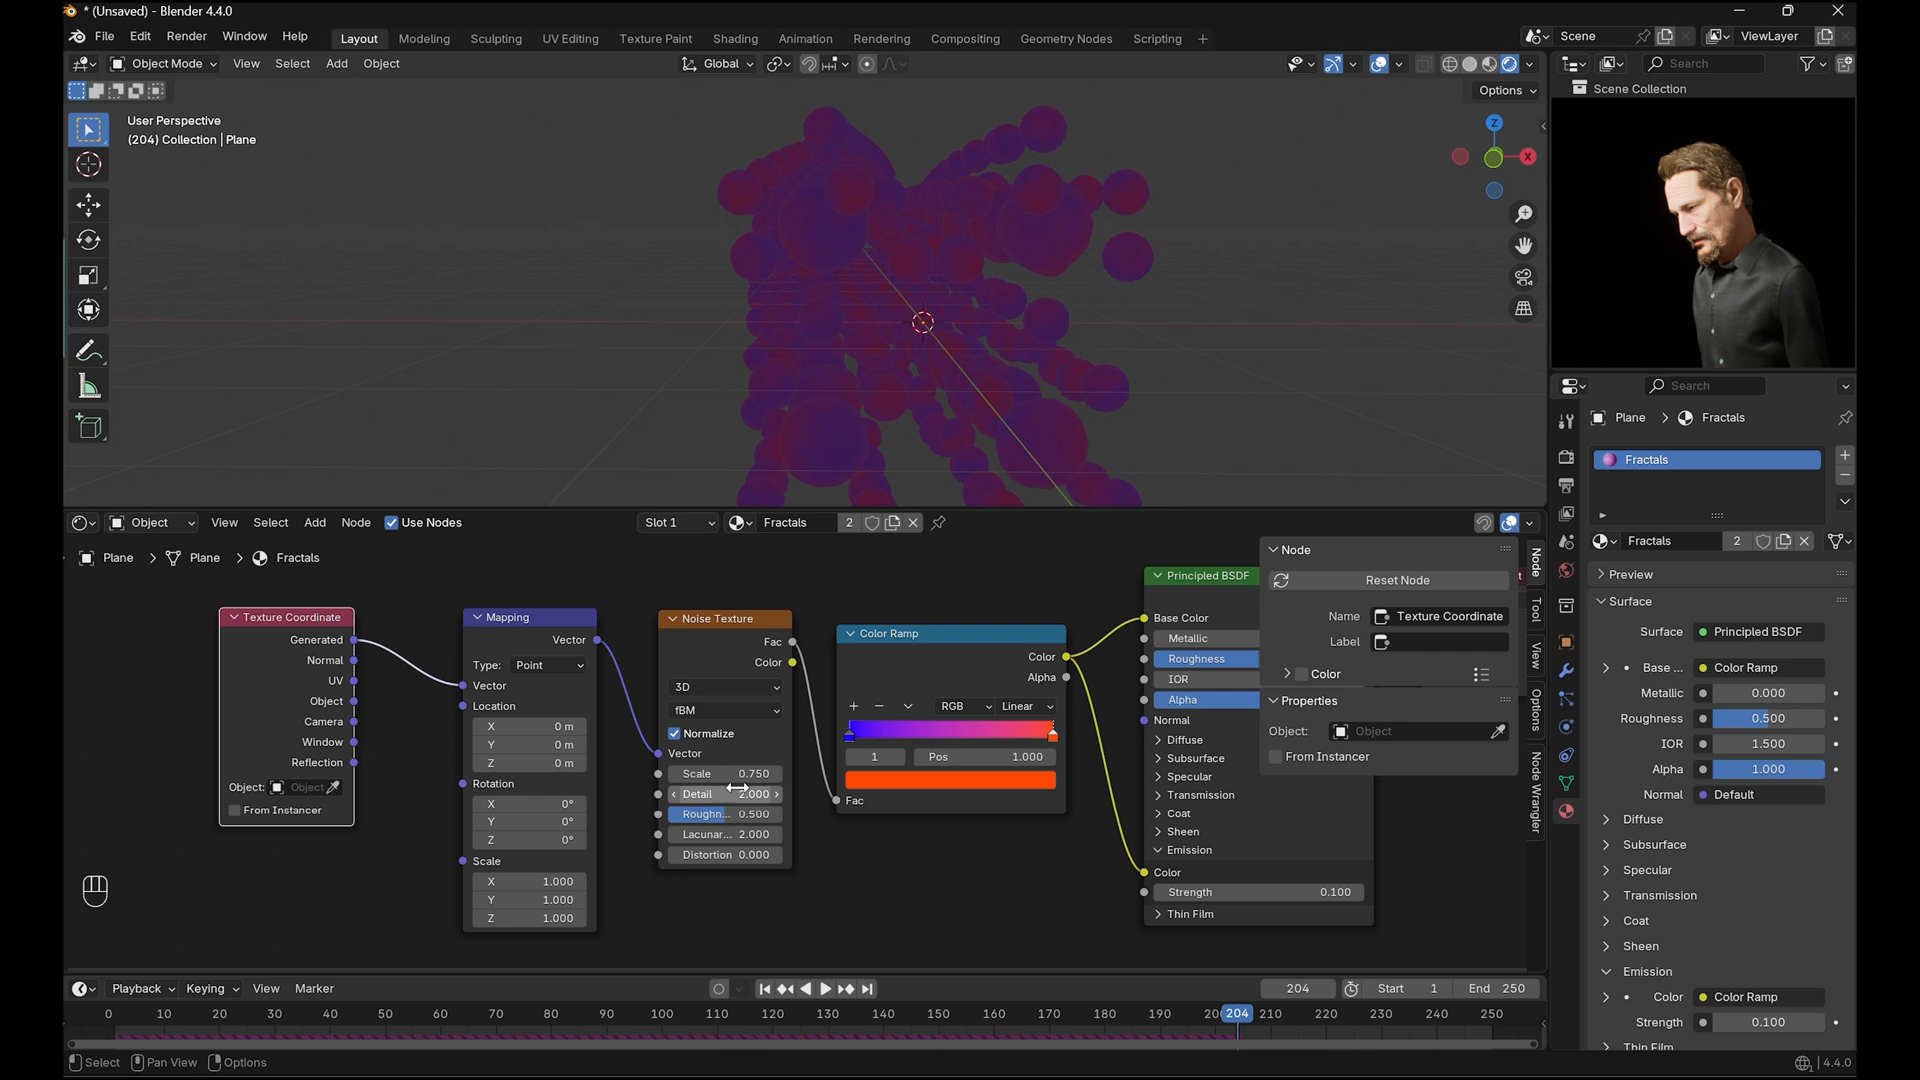 * (Unsaved) - Blender 4.4.0
File Edit Render Window Help
Layout Modeling Sculpting UV Editing Texture Paint Shading Animation Rendering Compositing Geometry Nodes Scripting +
Scene ViewLayer
Object Mode View Select Add Object Global
Options
User Perspective
(204) Collection | Plane
Z
X
Search
Scene Collection
Search
Plane > Fractals
Fractals
Fractals 2
Preview
Surface
Surface Principled BSDF
Base ... Color Ramp
Metallic 0.000
Roughness 0.500
IOR 1.500
Alpha 1.000
Normal Default
Diffuse
Subsurface
Specular
Transmission
Coat
Sheen
Emission
Color Color Ramp
Strength 0.100
Thin Film
Object View Select Add Node Use Nodes Slot 1 Fractals 2
Plane > Plane > Fractals
Texture Coordinate
Generated
Normal
UV
Object
Camera
Window
Reflection
Object: Object
From Instancer
Mapping
Vector
Type: Point
Vector
Location
X 0 m
Y 0 m
Z 0 m
Rotation
X 0°
Y 0°
Z 0°
Scale
X 1.000
Y 1.000
Z 1.000
Noise Texture
Fac
Color
3D
fBM
Normalize
Vector
Scale 0.750
Detail 2.000
Roughn... 0.500
Lacunar... 2.000
Distortion 0.000
Color Ramp
Color
Alpha
+ − RGB Linear
1 Pos 1.000
Fac
Principled BSDF
Base Color
Metallic
Roughness
IOR
Alpha
Normal
Diffuse
Subsurface
Specular
Transmission
Coat
Sheen
Emission
Color
Strength 0.100
Thin Film
Node
Reset Node
Name Texture Coordinate
Label
Color
Properties
Object: Object
From Instancer
t
Node
Tool
View
Options
Node Wrangler
Playback Keying View Marker 204 Start 1 End 250
0 10 20 30 40 50 60 70 80 90 100 110 120 130 140 150 160 170 180 190 20 204 210 220 230 240 250
Select Pan View Options 4.4.0